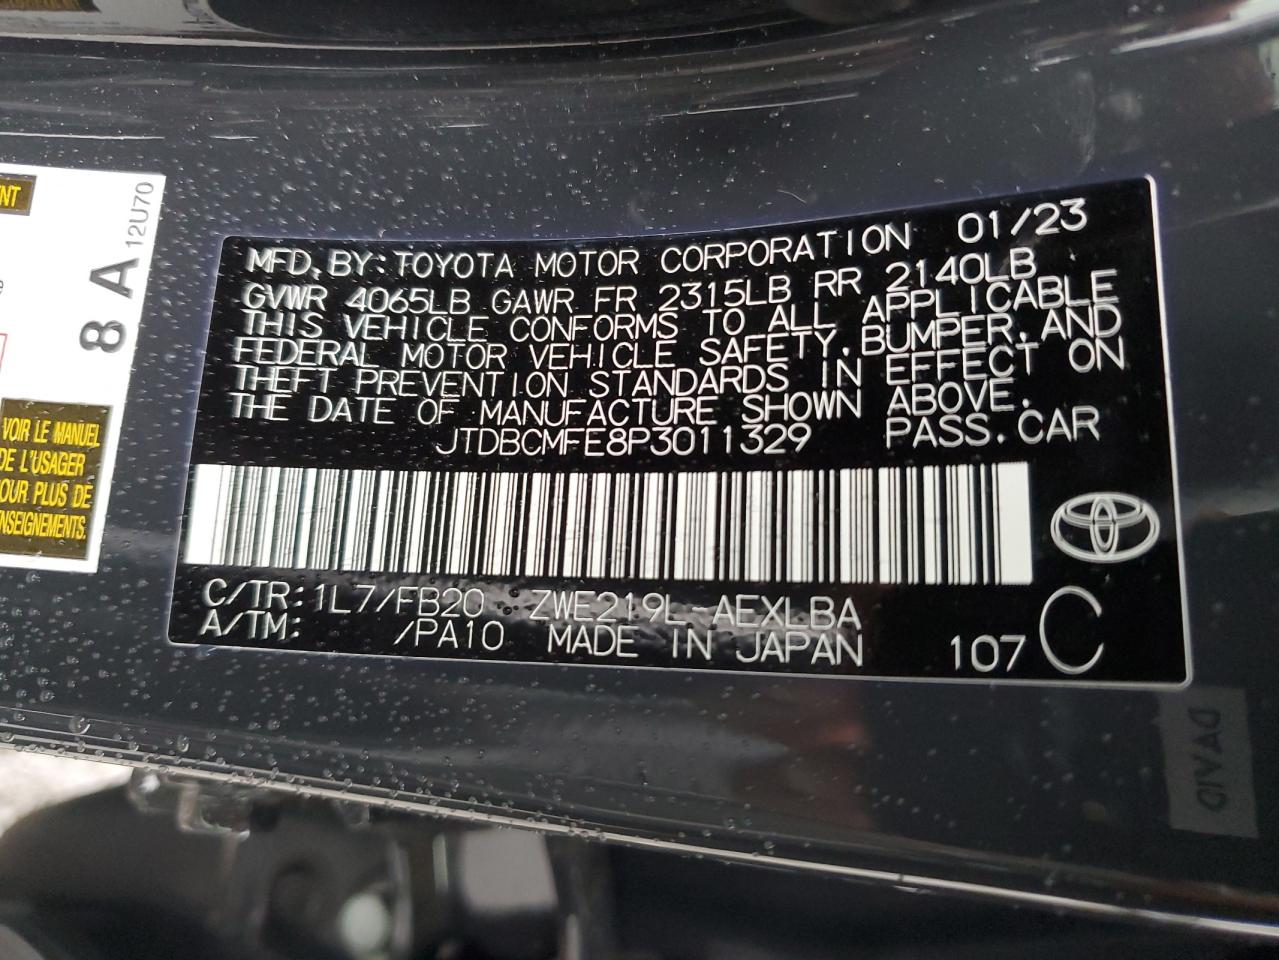 MFD. BY: TOYOTA MOTOR CORPORATION 01/23
GVWR 4065LB GAWR FR 2315LB RR 2140LB
THIS VEHICLE CONFORMS TO ALL APPLICABLE
FEDERAL MOTOR VEHICLE SAFETY, BUMPER, AND
THEFT PREVENTION STANDARDS IN EFFECT ON
THE DATE OF MANUFACTURE SHOWN ABOVE.
JTDBCMFE8P3011329 PASS. CAR
C/TR: 1L7/FB20 ZWE219L-AEXLBA
A/TM: /PA10 MADE IN JAPAN 107 C
8 A
12U70
NT
VOIR LE MANUEL
DE L'USAGER
OUR PLUS DE
NSEIGNEMENTS.
DAVID